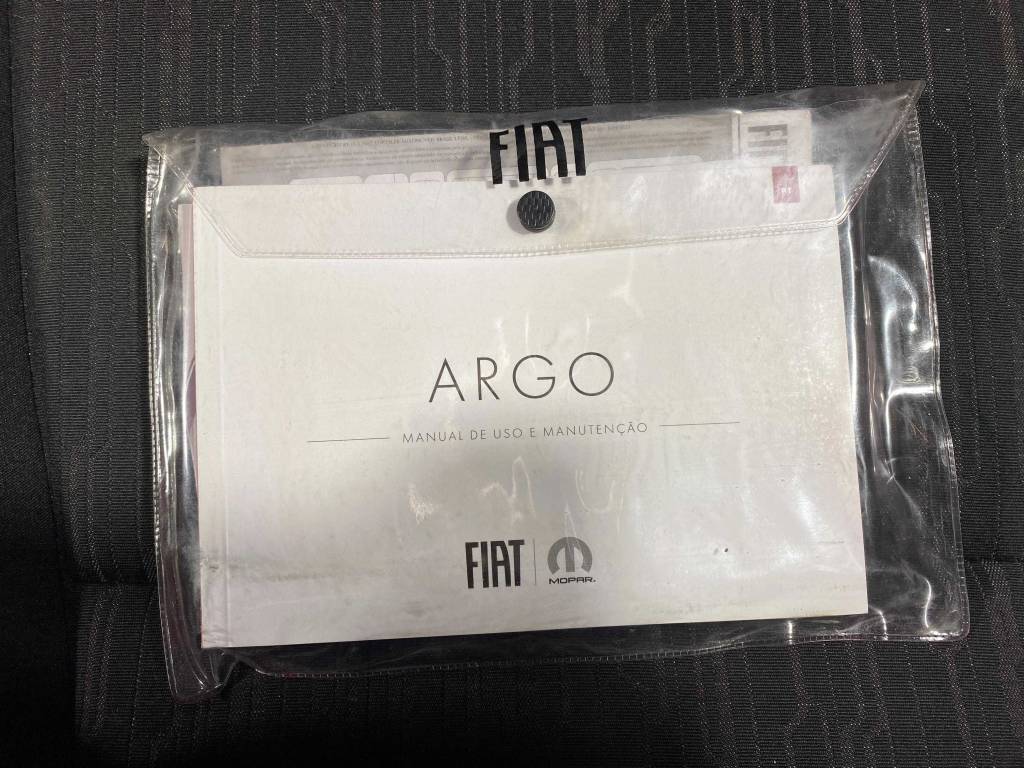 FIAT
ARGO
MANUAL DE USO E MANUTENÇÃO
FIAT
MOPAR.